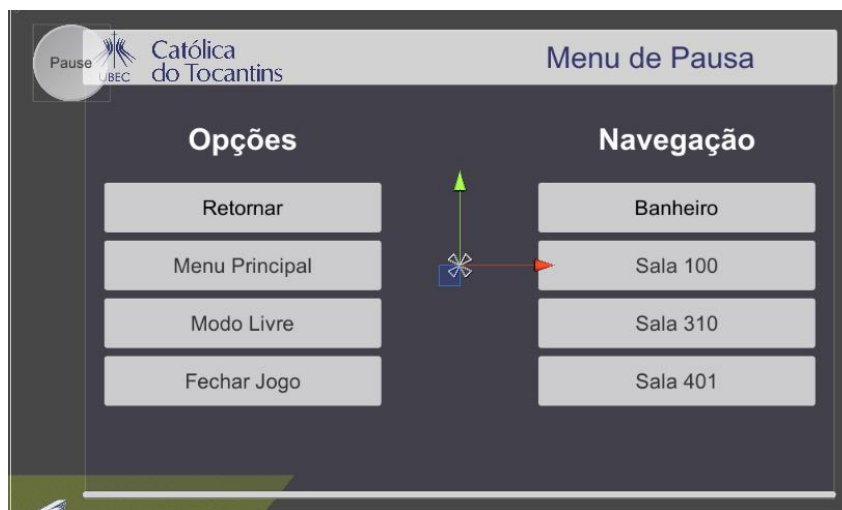 Pause
UBEC
Católica
do Tocantins
Menu de Pausa
Opções
Retornar
Menu Principal
Modo Livre
Fechar Jogo
Navegação
Banheiro
Sala 100
Sala 310
Sala 401